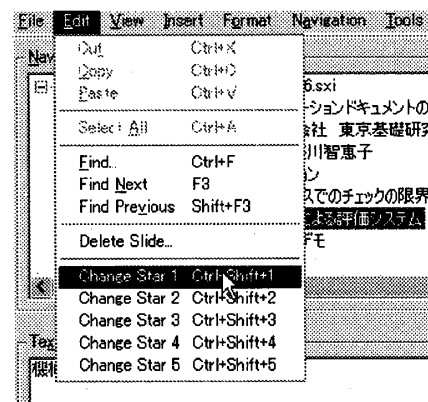 File Edit View Insert Format Navigation Tools
Nav
Cut Ctrl+X
Copy Ctrl+C
Paste Ctrl+V
Select All Ctrl+A
Find... Ctrl+F
Find Next F3
Find Previous Shift+F3
Delete Slide...
Change Star 1 Ctrl+Shift+1
Change Star 2 Ctrl+Shift+2
Change Star 3 Ctrl+Shift+3
Change Star 4 Ctrl+Shift+4
Change Star 5 Ctrl+Shift+5
6.sxi
ーションドキュメントの
社 東京基礎研究
川智恵子
ン
スでのチェックの限界
よる評価システム
デモ
Tex